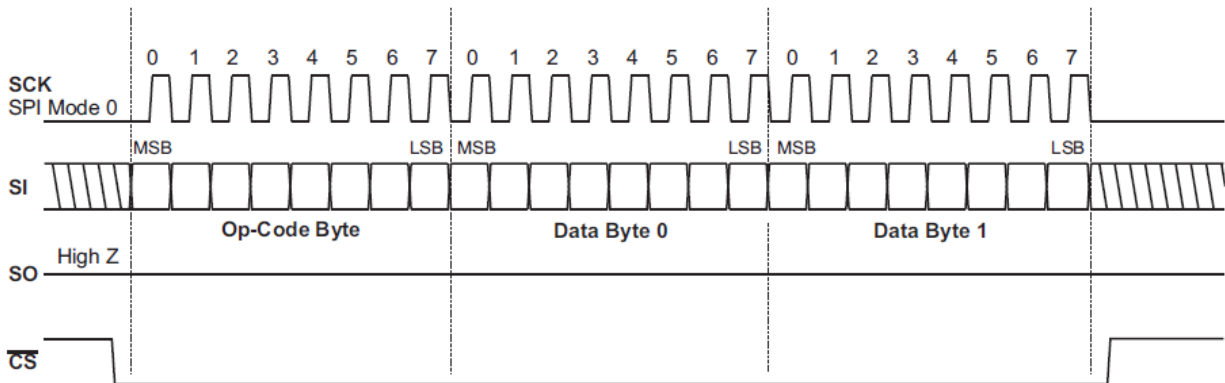 0 1 2 3 4 5 6 7 0 1 2 3 4 5 6 7 0 1 2 3 4 5 6 7
SCK
SPI Mode 0
MSB LSB MSB LSB MSB LSB
SI
Op-Code Byte Data Byte 0 Data Byte 1
High Z
SO
CS